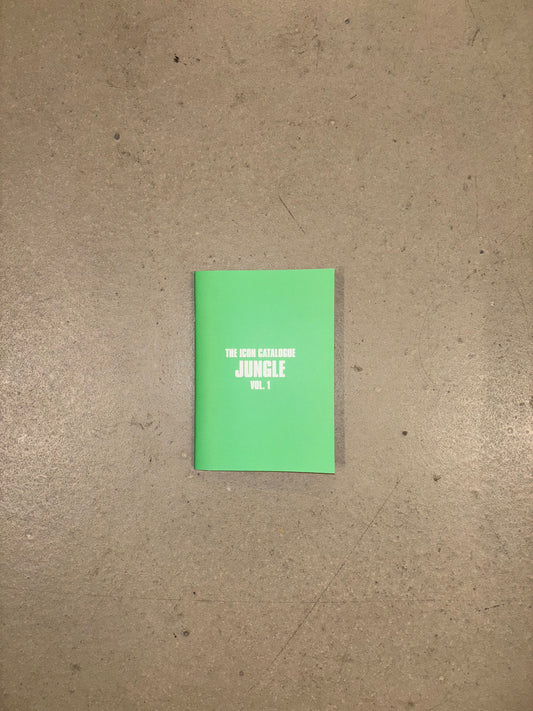 THE ICON CATALOGUE
JUNGLE
VOL. 1